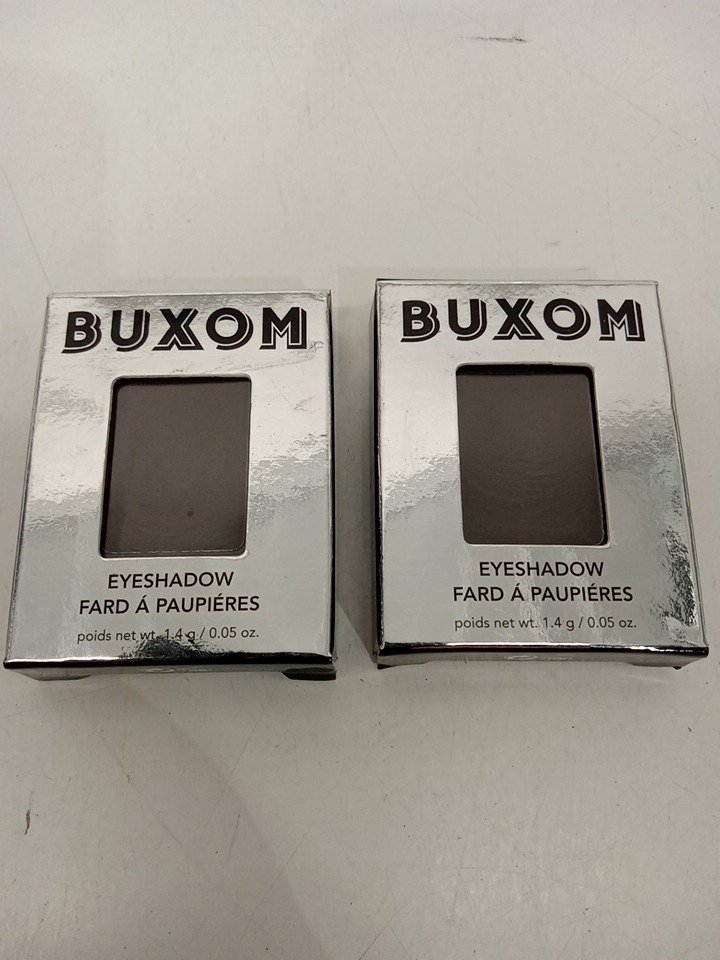 BUXOM
EYESHADOW
FARD Á PAUPIÉRES
poids net wt. 1.4 g / 0.05 oz.
BUXOM
EYESHADOW
FARD Á PAUPIÉRES
poids net wt. 1.4 g / 0.05 oz.